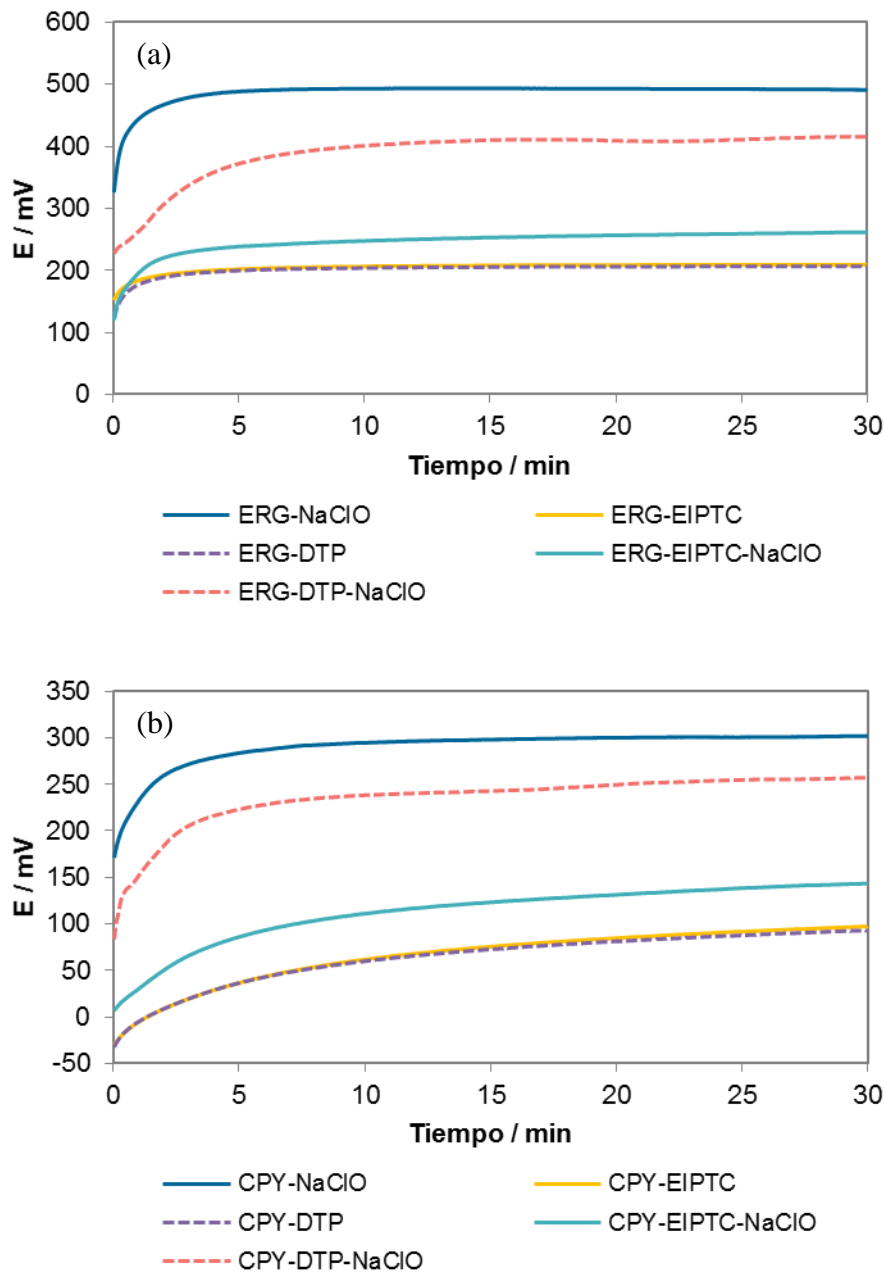 (a)
600
500
400
300
200
100
0
E / mV
0 5 10 15 20 25 30
Tiempo / min
ERG-NaClO ERG-EIPTC
ERG-DTP ERG-EIPTC-NaClO
ERG-DTP-NaClO
(b)
350
300
250
200
150
100
50
0
-50
E / mV
0 5 10 15 20 25 30
Tiempo / min
CPY-NaClO CPY-EIPTC
CPY-DTP CPY-EIPTC-NaClO
CPY-DTP-NaClO